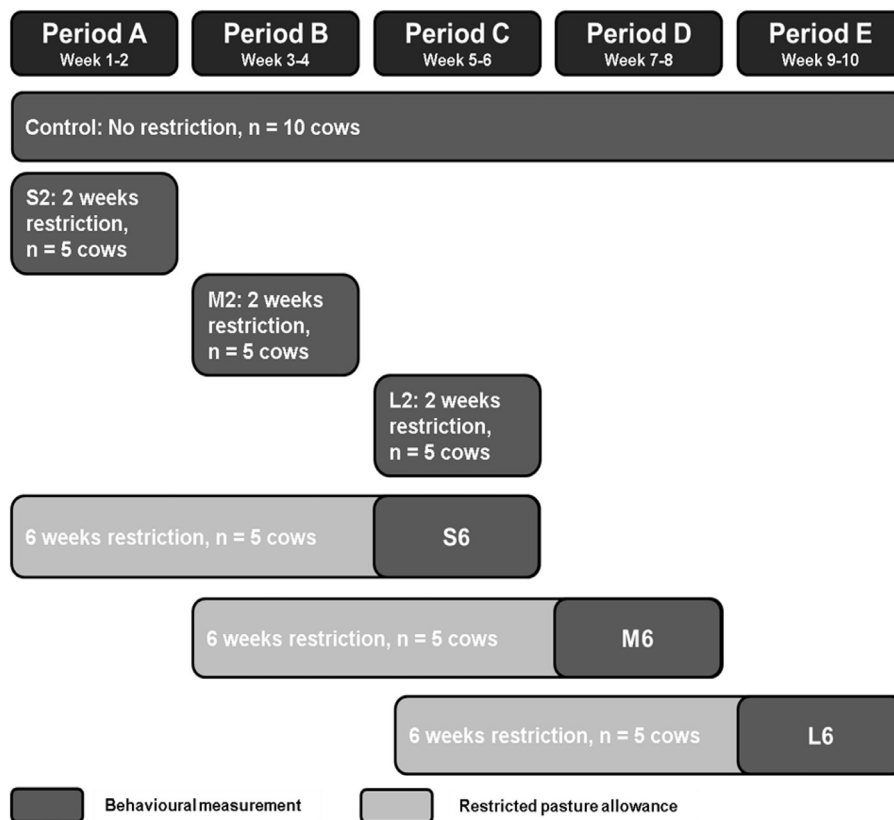 Period A
Week 1-2
Period B
Week 3-4
Period C
Week 5-6
Period D
Week 7-8
Period E
Week 9-10
Control: No restriction, n = 10 cows
S2: 2 weeks
restriction,
n = 5 cows
M2: 2 weeks
restriction,
n = 5 cows
L2: 2 weeks
restriction,
n = 5 cows
6 weeks restriction, n = 5 cows
S6
6 weeks restriction, n = 5 cows
M6
6 weeks restriction, n = 5 cows
L6
Behavioural measurement
Restricted pasture allowance